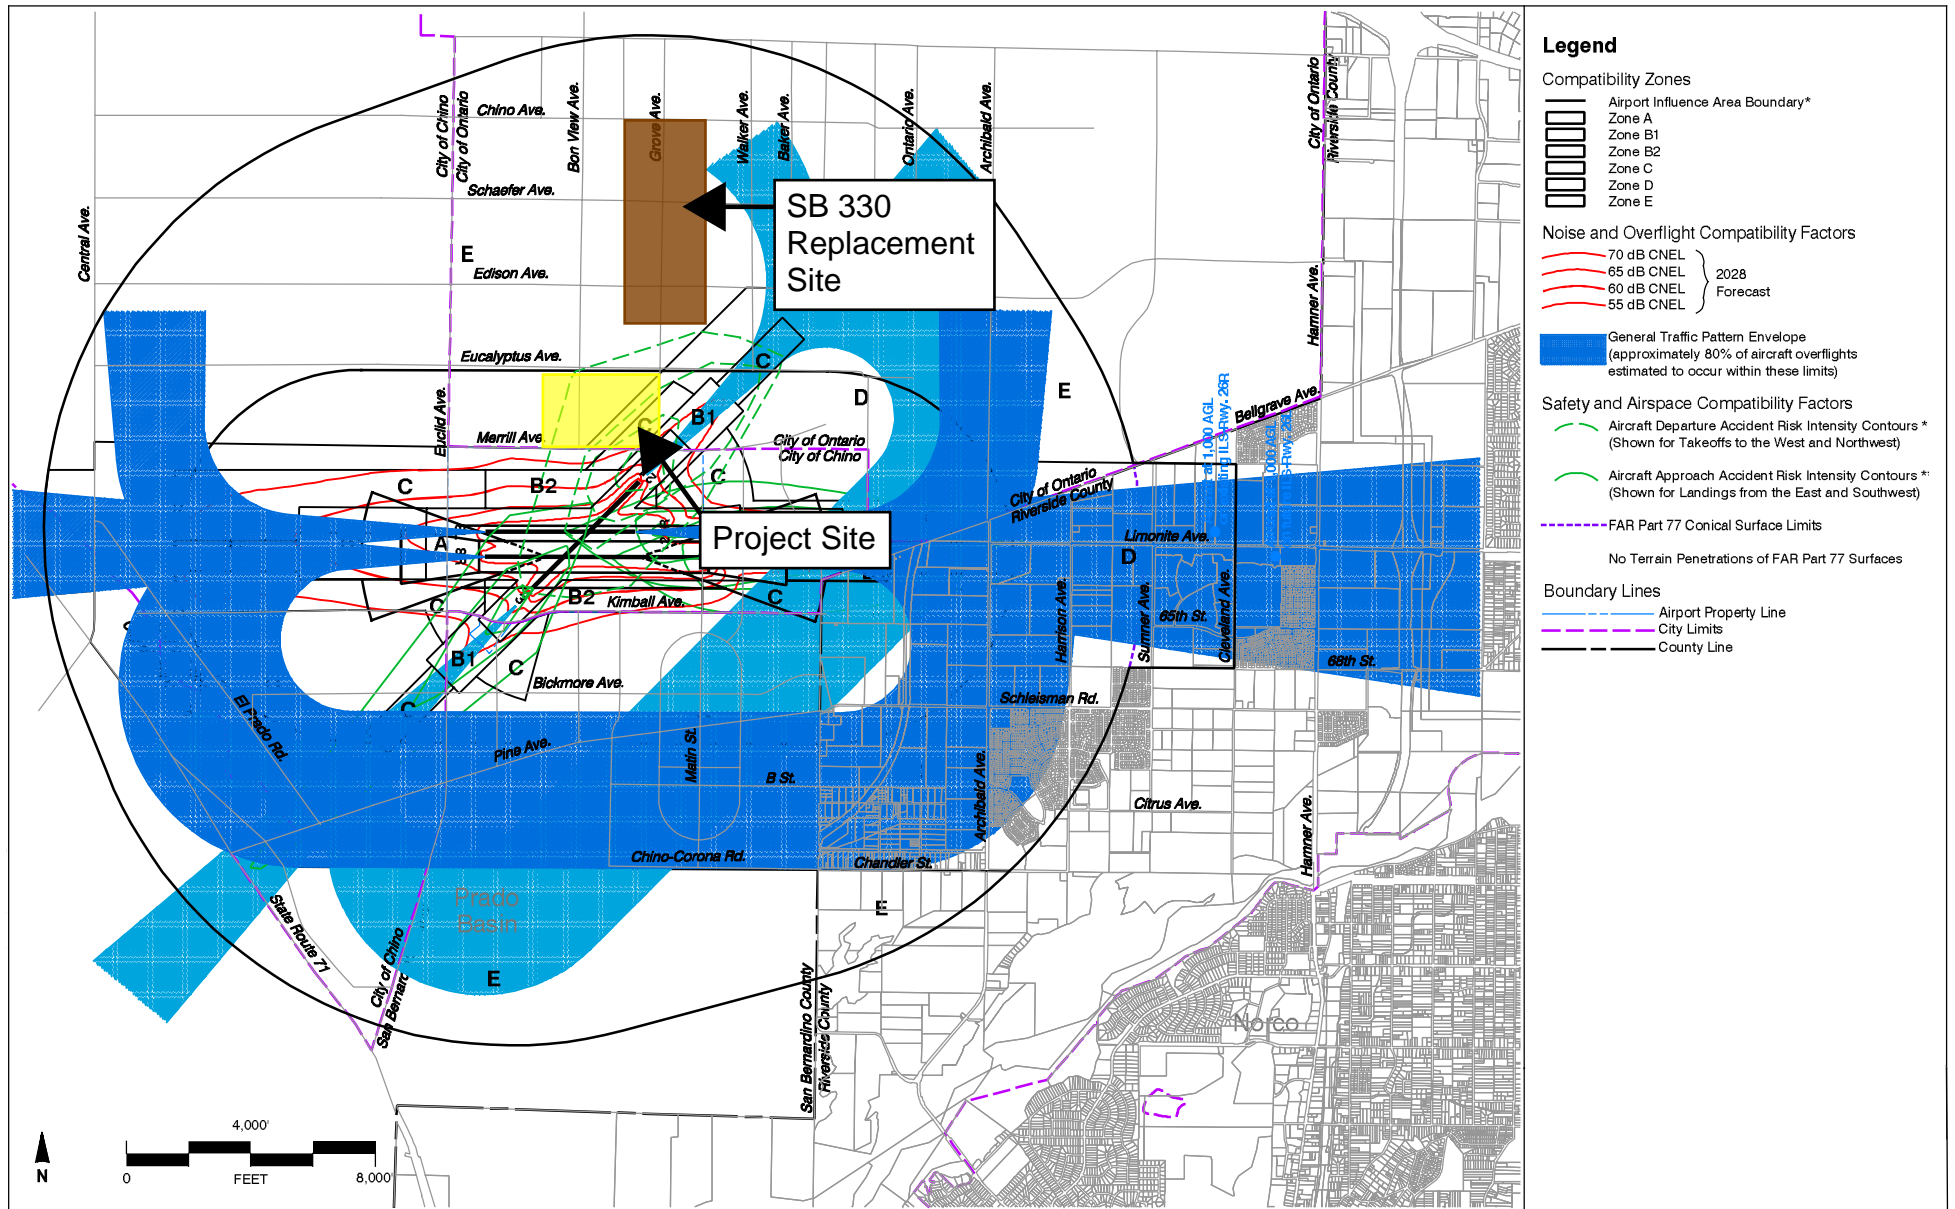 Chino Ave.
Schaefer Ave.
Edison Ave.
Eucalyptus Ave.
Merrill Ave.
Central Ave.
City of Chino
City of Ontario
Euclid Ave.
Bon View Ave.
Grove Ave.
Walker Ave.
Baker Ave.
Ontario Ave.
Archibald Ave.
City of Ontario
Riverside County
Hamner Ave.
SB 330
Replacement
Site
Project Site
E
E
D
C
B1
C
B2
C
A
C
B2
C
C
B1
C
C
D
E
E
City of Ontario
City of Chino
City of Ontario
Riverside County
Bellgrave Ave.
Limonite Ave.
65th St.
68th St.
Harrison Ave.
Sumner Ave.
Cleveland Ave.
Schleisman Rd.
Citrus Ave.
Hamner Ave.
Archibald Ave.
Chandler St.
Kimball Ave.
Bickmore Ave.
Pine Ave.
Matin St.
B St.
Chino-Corona Rd.
El Prado Rd.
State Route 71
City of Chino
Prado
Basin
San Bernardino County
Riverside County
Norco
N
4,000'
0
FEET
8,000'
Legend
Compatibility Zones
Airport Influence Area Boundary*
Zone A
Zone B1
Zone B2
Zone C
Zone D
Zone E
Noise and Overflight Compatibility Factors
70 dB CNEL
65 dB CNEL
60 dB CNEL
55 dB CNEL
2028
Forecast
General Traffic Pattern Envelope
(approximately 80% of aircraft overflights
estimated to occur within these limits)
Safety and Airspace Compatibility Factors
Aircraft Departure Accident Risk Intensity Contours *
(Shown for Takeoffs to the West and Northwest)
Aircraft Approach Accident Risk Intensity Contours *
(Shown for Landings from the East and Southwest)
FAR Part 77 Conical Surface Limits
No Terrain Penetrations of FAR Part 77 Surfaces
Boundary Lines
Airport Property Line
City Limits
County Line